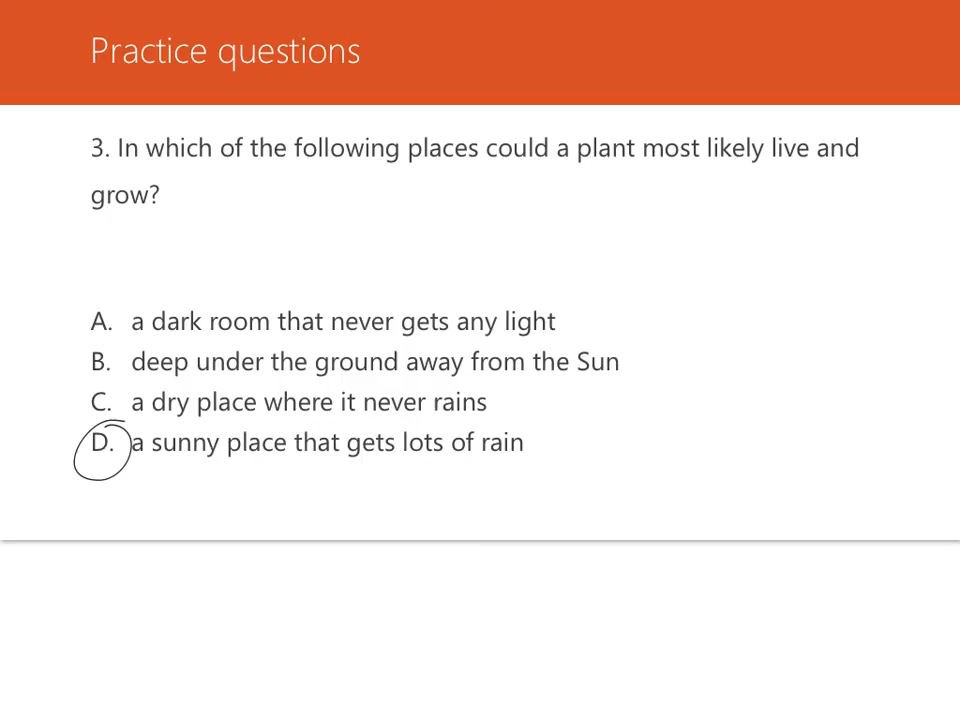 Practice questions
3. In which of the following places could a plant most likely live and
grow?
A. a dark room that never gets any light
B. deep under the ground away from the Sun
C. a dry place where it never rains
D. a sunny place that gets lots of rain